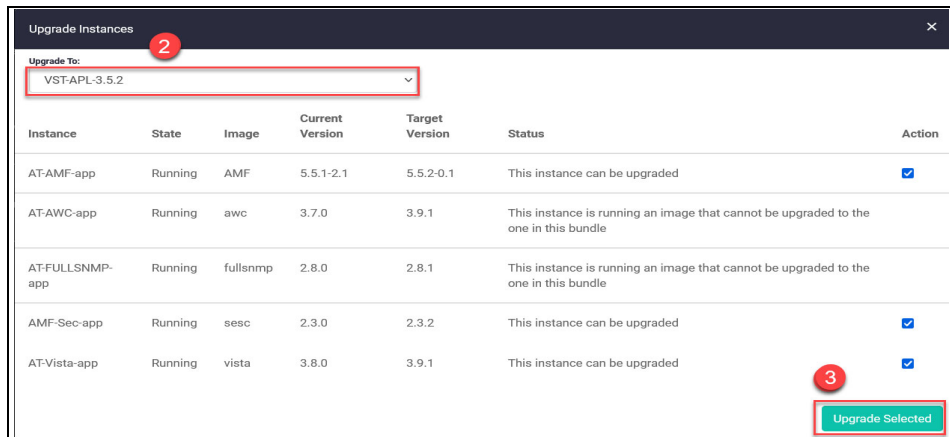 Upgrade Instances ×
2
Upgrade To:
VST-APL-3.5.2
Instance State Image Current Version Target Version Status Action
AT-AMF-app Running AMF 5.5.1-2.1 5.5.2-0.1 This instance can be upgraded
AT-AWC-app Running awc 3.7.0 3.9.1 This instance is running an image that cannot be upgraded to the
one in this bundle
AT-FULLSNMP- Running fullsnmp 2.8.0 2.8.1 This instance is running an image that cannot be upgraded to the
app one in this bundle
AMF-Sec-app Running sesc 2.3.0 2.3.2 This instance can be upgraded
AT-Vista-app Running vista 3.8.0 3.9.1 This instance can be upgraded
3
Upgrade Selected